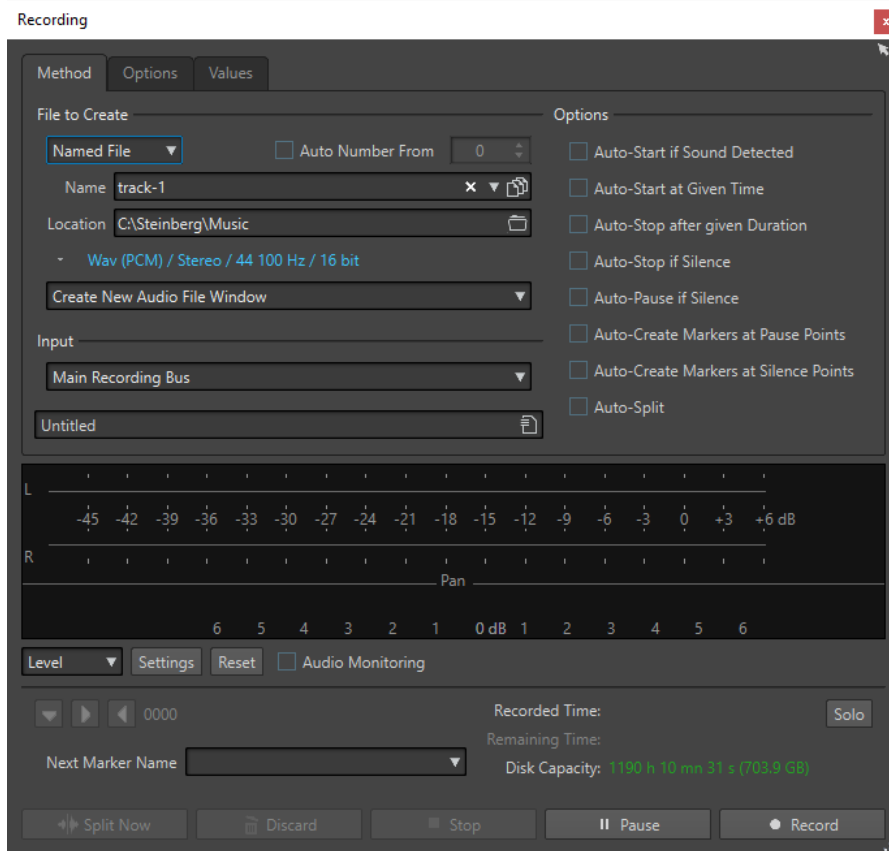 Recording
Method Options Values
File to Create
Named File Auto Number From 0
Name track-1
Location C:\Steinberg\Music
Wav (PCM) / Stereo / 44 100 Hz / 16 bit
Create New Audio File Window
Input
Main Recording Bus
Untitled
Options
Auto-Start if Sound Detected
Auto-Start at Given Time
Auto-Stop after given Duration
Auto-Stop if Silence
Auto-Pause if Silence
Auto-Create Markers at Pause Points
Auto-Create Markers at Silence Points
Auto-Split
L
-45 -42 -39 -36 -33 -30 -27 -24 -21 -18 -15 -12 -9 -6 -3 0 +3 +6 dB
R
Pan
6 5 4 3 2 1 0 dB 1 2 3 4 5 6
Level Settings Reset Audio Monitoring
0000
Recorded Time:
Solo
Remaining Time:
Next Marker Name
Disk Capacity: 1190 h 10 mn 31 s (703.9 GB)
Split Now Discard Stop Pause Record